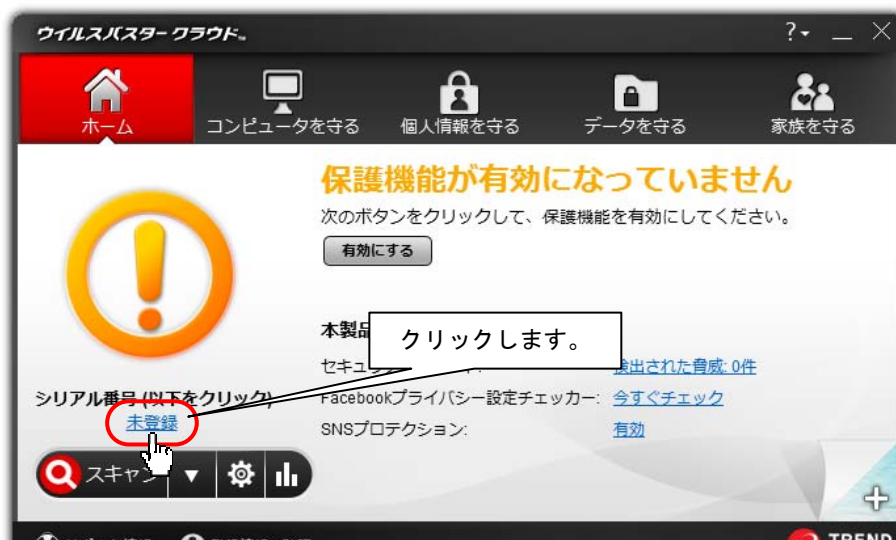 ウイルスバスター クラウド™
?
ホーム
コンピュータを守る
個人情報を守る
データを守る
家族を守る
保護機能が有効になっていません
次のボタンをクリックして、保護機能を有効にしてください。
有効にする
本製品
クリックします。
セキュ
検出された脅威: 0件
シリアル番号 (以下をクリック)
Facebookプライバシー設定チェッカー: 今すぐチェック
未登録
SNSプロテクション: 有効
スキャン
TREND